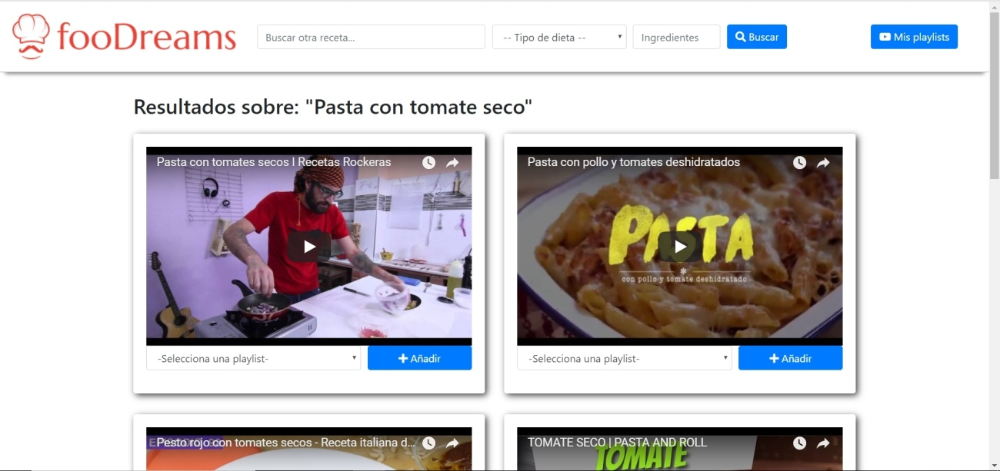 fooDreams
Buscar otra receta...
-- Tipo de dieta --
Ingredientes
Buscar
Mis playlists
Resultados sobre: "Pasta con tomate seco"
Pasta con tomates secos | Recetas Rockeras
-Selecciona una playlist-
Añadir
Pasta con pollo y tomates deshidratados
PASTA
con pollo y tomate deshidratado
-Selecciona una playlist-
Añadir
Pesto rojo con tomates secos - Receta italiana d...
TOMATE SECO | PASTA AND ROLL
TOMATE